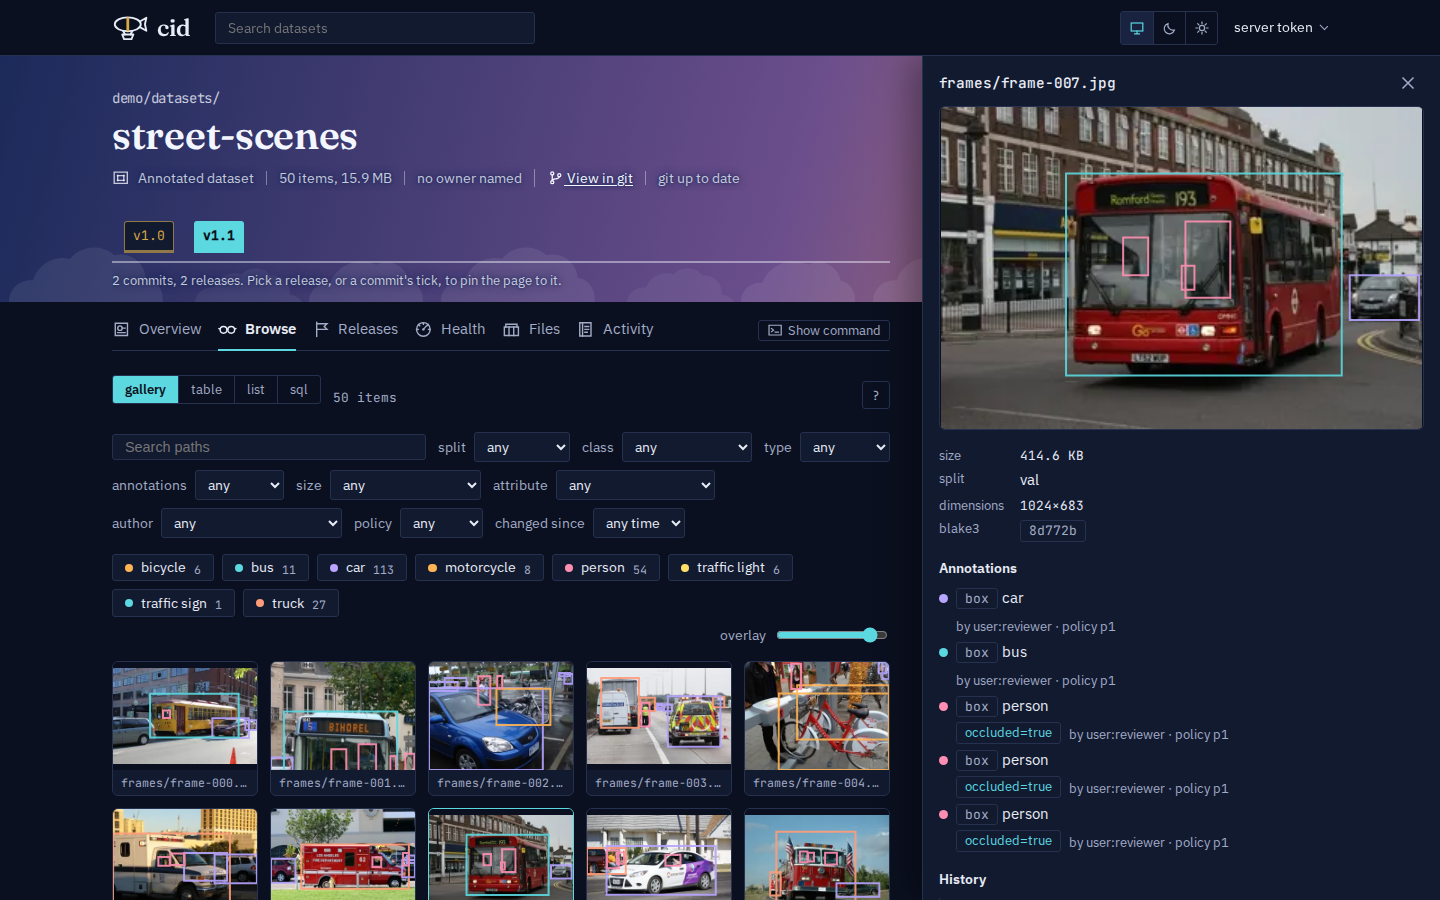 cid
Search datasets
server token
demo/datasets/
street-scenes
Annotated dataset
50 items, 15.9 MB
no owner named
View in git
git up to date
v1.0
v1.1
2 commits, 2 releases. Pick a release, or a commit's tick, to pin the page to it.
Overview
Browse
Releases
Health
Files
Activity
Show command
gallery
table
list
sql
50 items
?
Search paths
split any
class any
type any
annotations any
size any
attribute any
author any
policy any
changed since any time
bicycle 6
bus 11
car 113
motorcycle 8
person 54
traffic light 6
traffic sign 1
truck 27
overlay
BIHOREL
frames/frame-000.…
frames/frame-001.…
frames/frame-002.…
frames/frame-003.…
frames/frame-004.…
frames/frame-007.jpg
Romford 193
Go
size 414.6 KB
split val
dimensions 1024×683
blake3 8d772b
Annotations
box car
by user:reviewer · policy p1
box bus
by user:reviewer · policy p1
box person
occluded=true by user:reviewer · policy p1
box person
occluded=true by user:reviewer · policy p1
box person
occluded=true by user:reviewer · policy p1
History